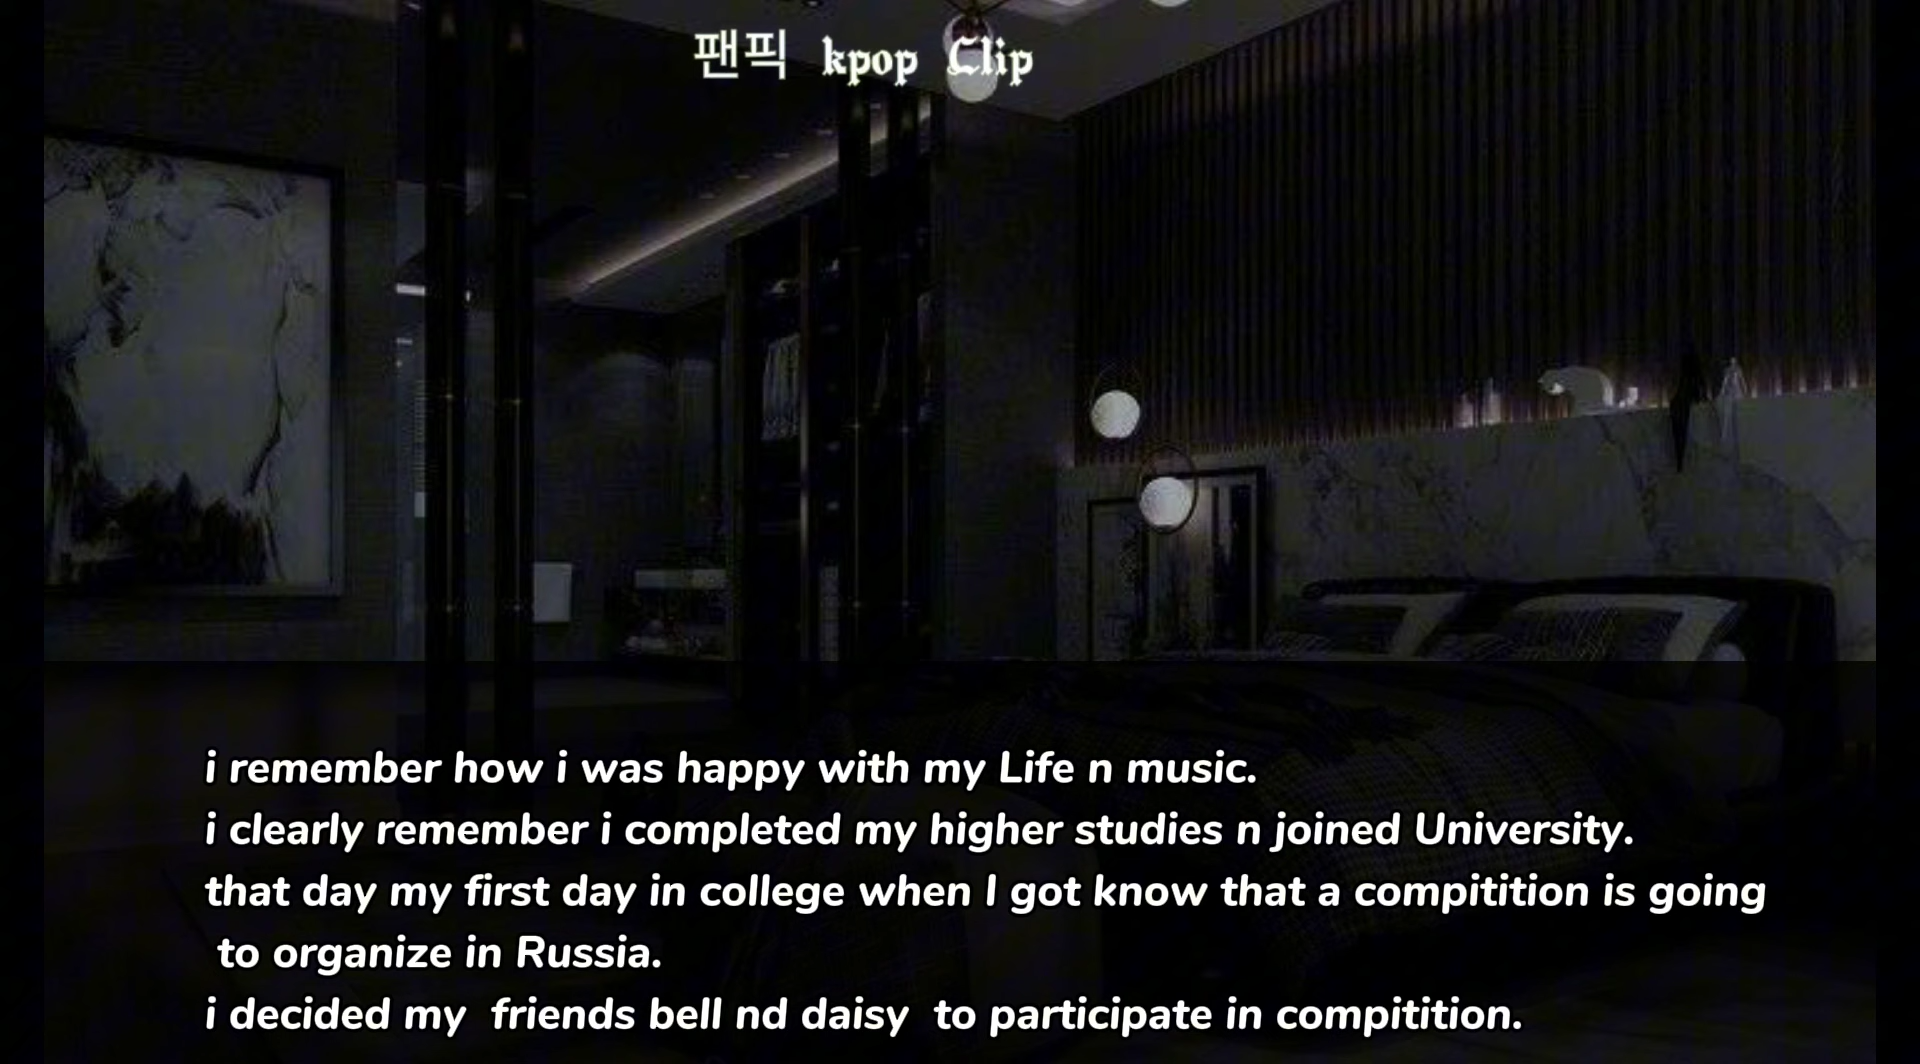 팬픽 kpop Clip
i remember how i was happy with my Life n music.
i clearly remember i completed my higher studies n joined University.
that day my first day in college when I got know that a compitition is going
to organize in Russia.
i decided my friends bell nd daisy to participate in compitition.